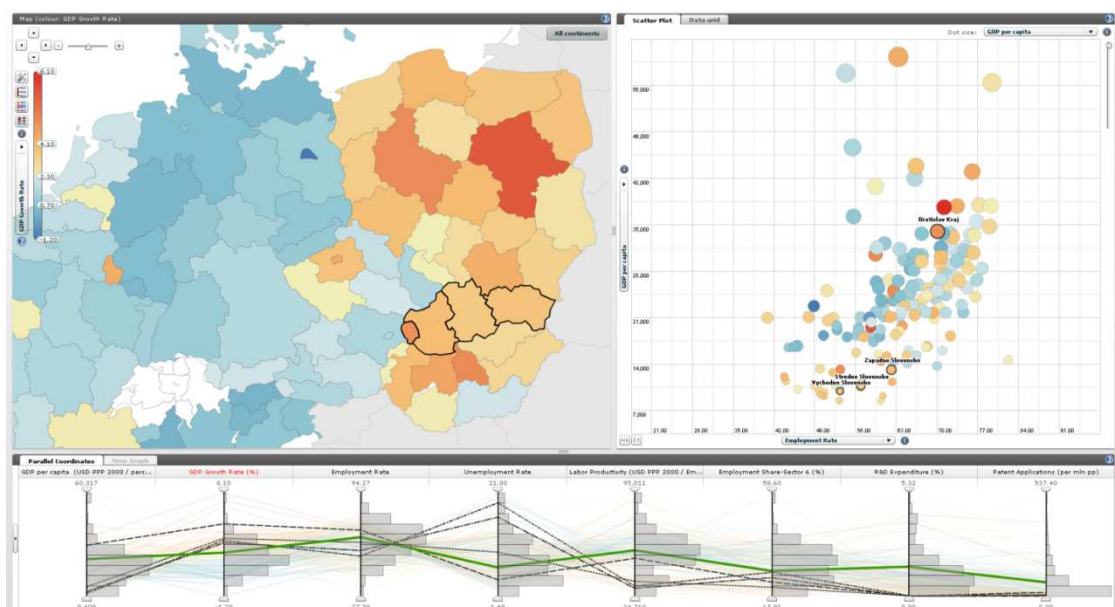 Map (colour: GDP Growth Rate)
All continents
6.10
4.10
2.30
0.70
-1.20
GDP Growth Rate
Scatter Plot
Data grid
Dot size:
GDP per capita
56,000
49,000
42,000
35,000
28,000
21,000
14,000
7,000
GDP per capita
Bratislav Kraj
Zapadne Slovensko
Stredne Slovensko
Vychodne Slovensko
21.00
28.00
35.00
42.00
49.00
56.00
63.00
70.00
77.00
84.00
91.00
Employment Rate
Parallel Coordinates
Time Graph
GDP per capita (USD PPP 2000 / pers...
GDP Growth Rate (%)
Employment Rate
Unemployment Rate
Labor Productivity (USD PPP 2000 / Em...
Employment Share-Sector 6 (%)
R&D Expenditure (%)
Patent Applications (per mln pp)
60,317
6.10
94.27
21.00
95,011
59.60
5.32
537.40